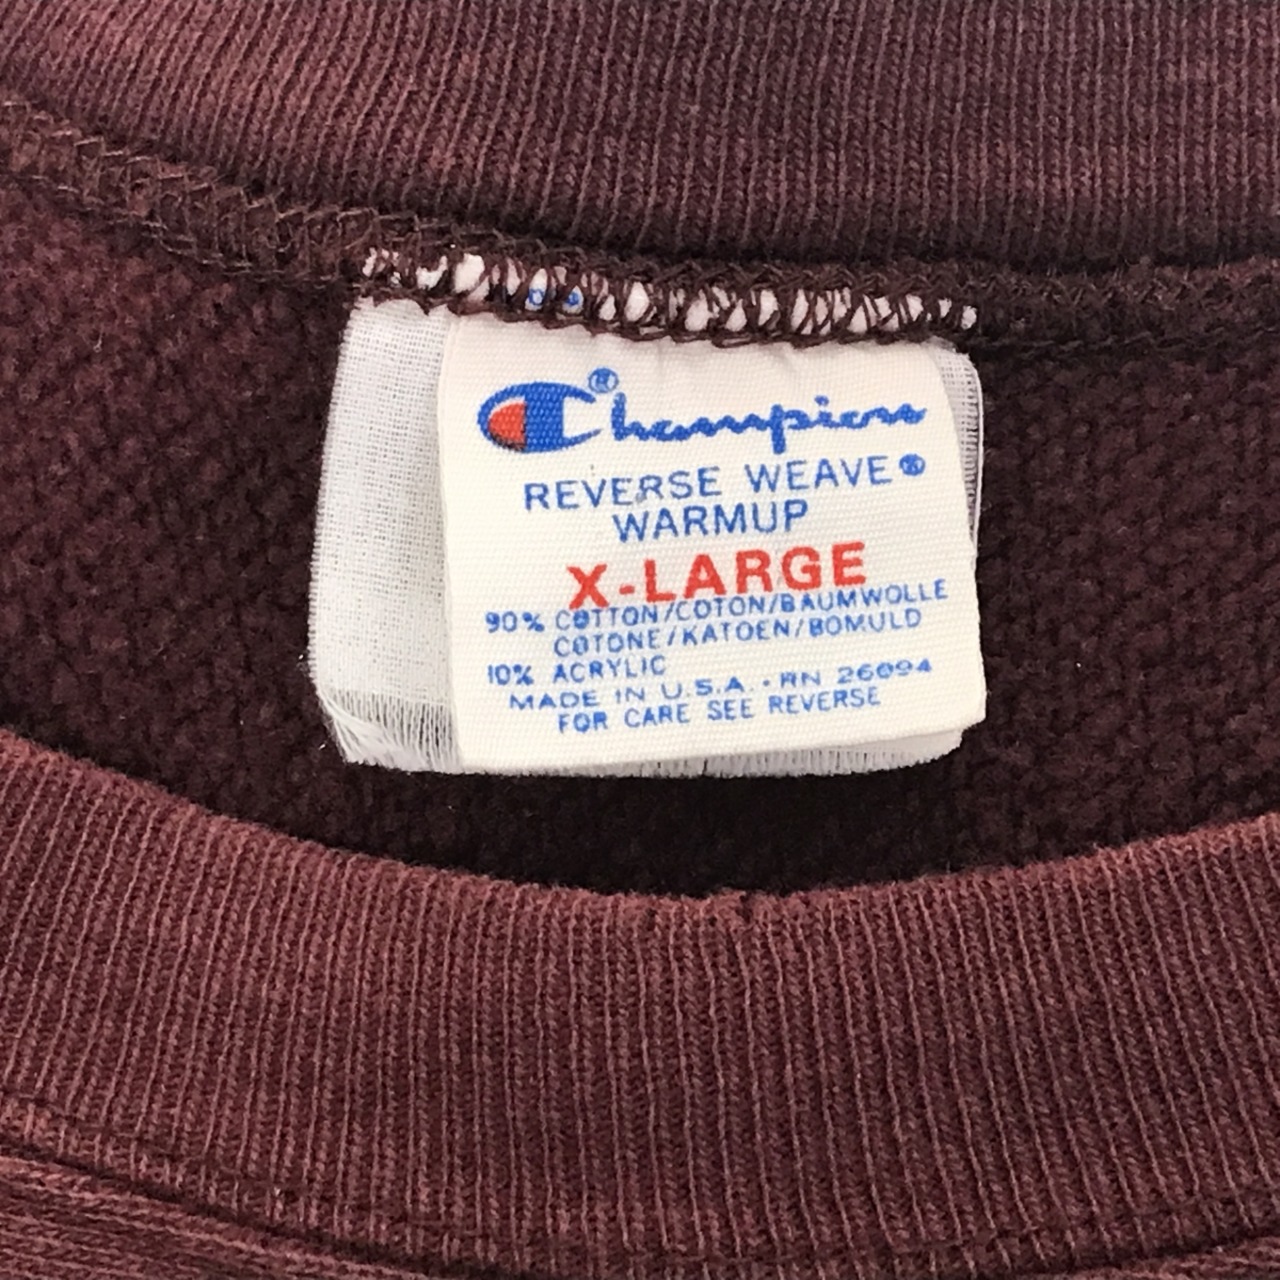 Champion®
REVERSE WEAVE®
WARMUP
X-LARGE
90% COTTON/COTON/BAUMWOLLE
COTONE/KATOEN/BOMULD
10% ACRYLIC
MADE IN U.S.A. · RN 26094
FOR CARE SEE REVERSE